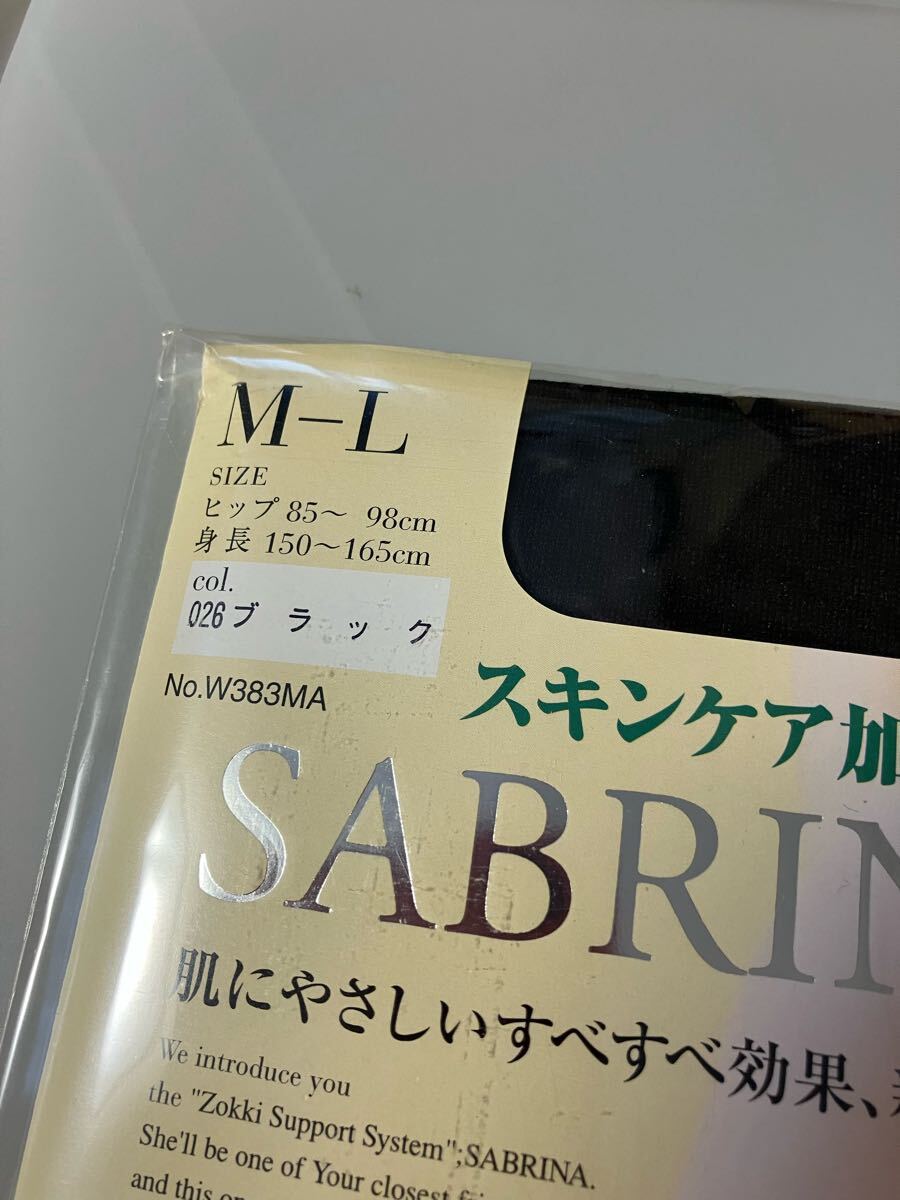 M-L
SIZE
ヒップ 85〜 98cm
身長 150〜165cm
col.
026ブラック
No.W383MA
スキンケア加
SABRIN
肌にやさしいすべすべ効果、
We introduce you
the "Zokki Support System";SABRINA.
She'll be one of Your closest
and this